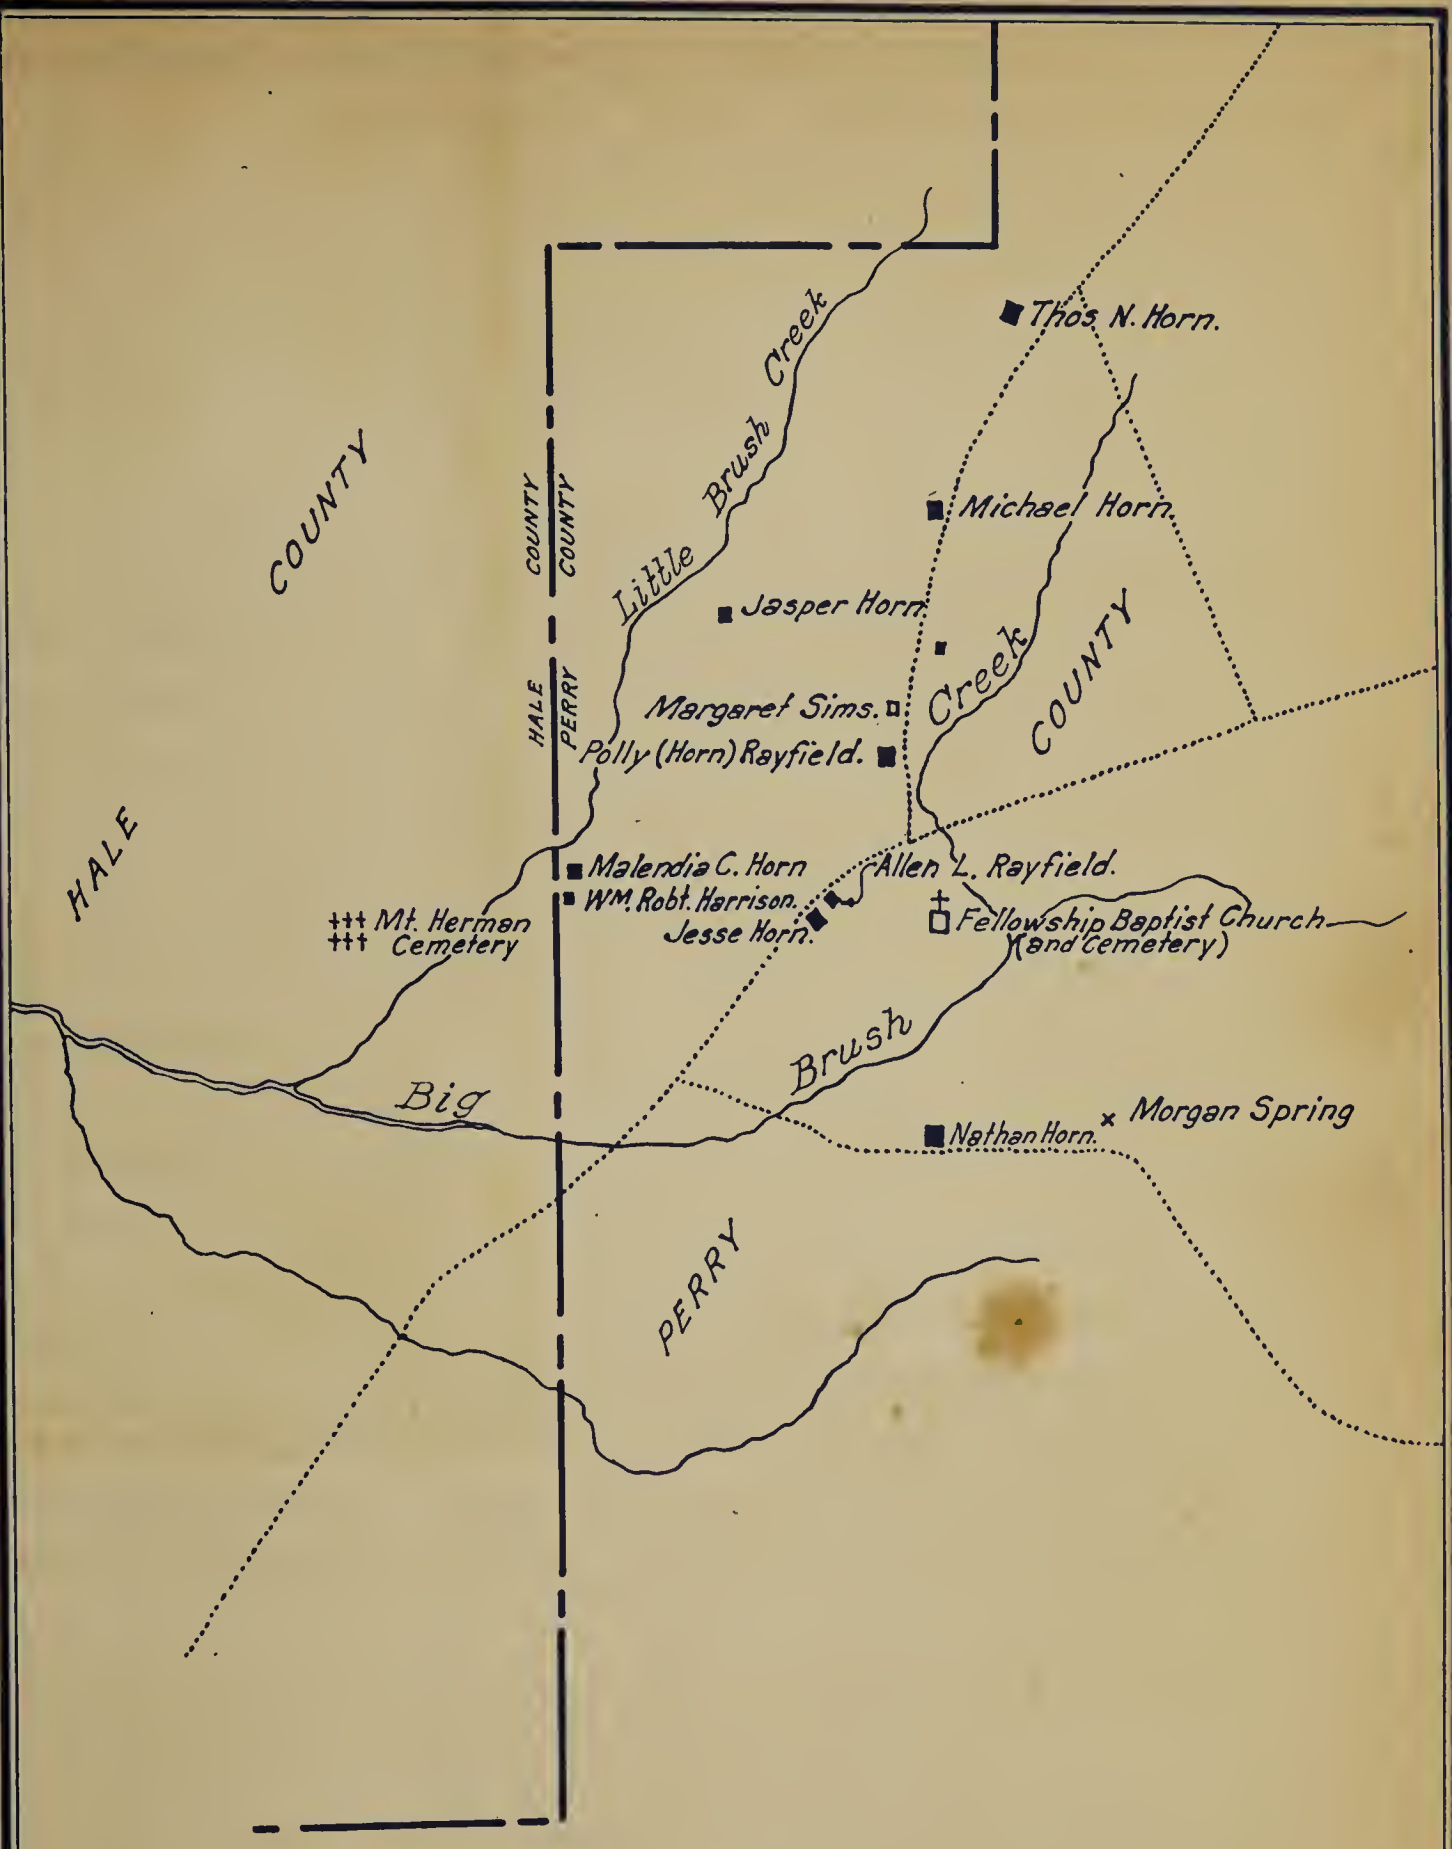 Thos N. Horn.
Little Brush Creek
COUNTY
HALE COUNTY
PERRY COUNTY
Michael Horn
Jasper Horn
Creek
COUNTY
Margaret Sims.
Polly (Horn) Rayfield.
HALE
Malendia C. Horn
Allen L. Rayfield.
WM. Robt. Harrison.
Mt. Herman
Cemetery
Jesse Horn.
Fellowship Baptist Church
(and Cemetery)
Brush
Big
Morgan Spring
Nathan Horn.
PERRY